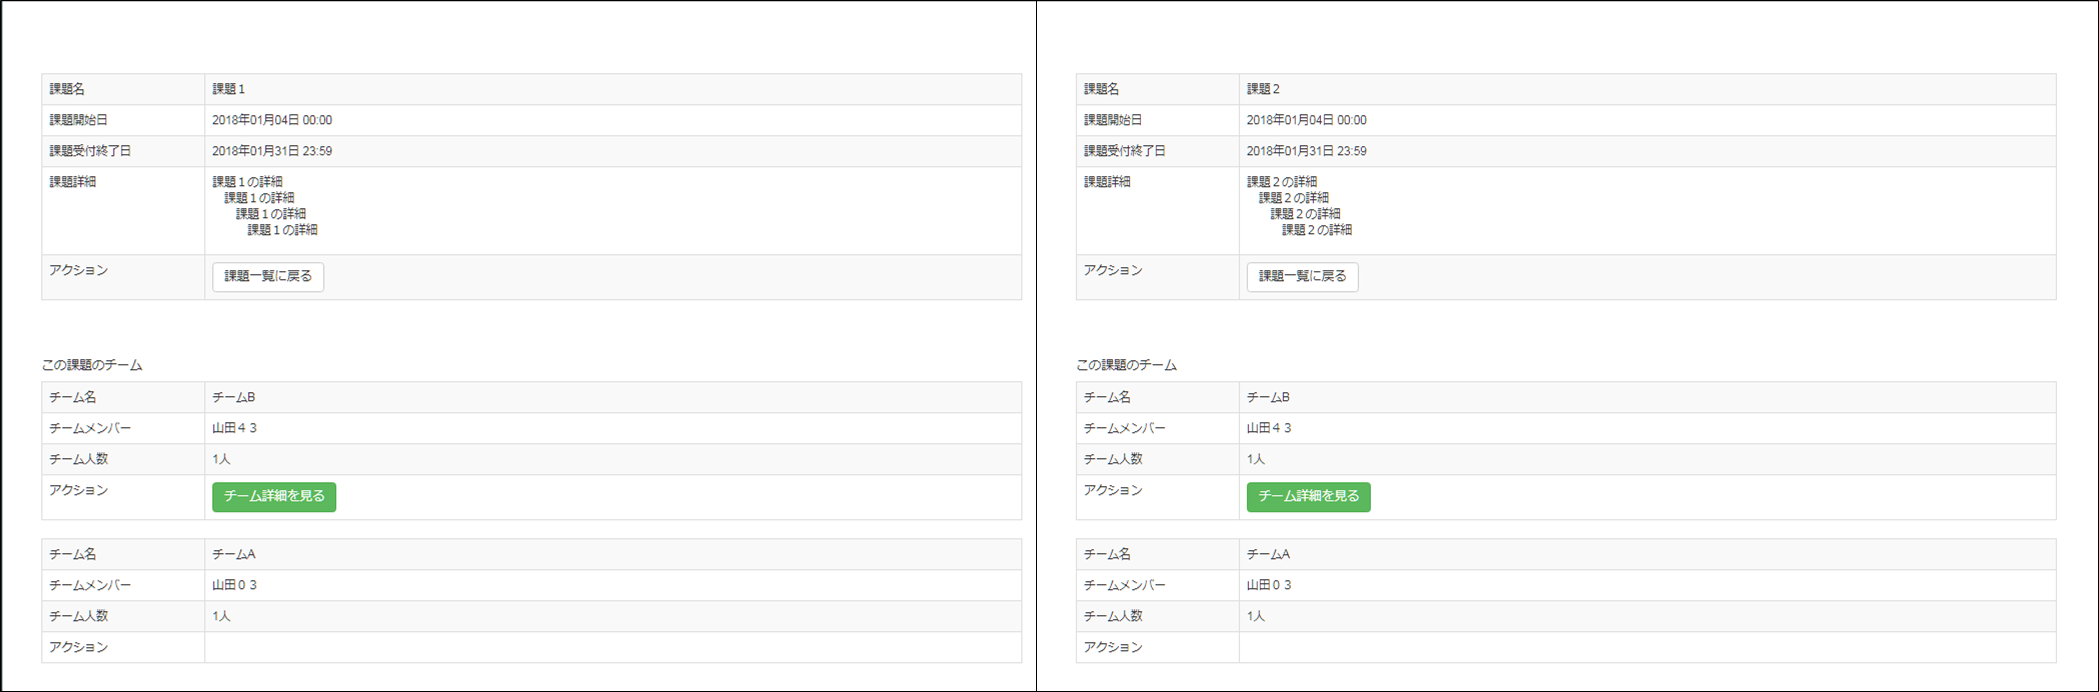 課題名 課題１
課題開始日 2018年01月04日 00:00
課題受付終了日 2018年01月31日 23:59
課題詳細 課題１の詳細
課題１の詳細
課題１の詳細
課題１の詳細
アクション 課題一覧に戻る
この課題のチーム
チーム名 チームB
チームメンバー 山田４３
チーム人数 1人
アクション チーム詳細を見る
チーム名 チームA
チームメンバー 山田０３
チーム人数 1人
アクション
課題名 課題２
課題開始日 2018年01月04日 00:00
課題受付終了日 2018年01月31日 23:59
課題詳細 課題２の詳細
課題２の詳細
課題２の詳細
課題２の詳細
アクション 課題一覧に戻る
この課題のチーム
チーム名 チームB
チームメンバー 山田４３
チーム人数 1人
アクション チーム詳細を見る
チーム名 チームA
チームメンバー 山田０３
チーム人数 1人
アクション